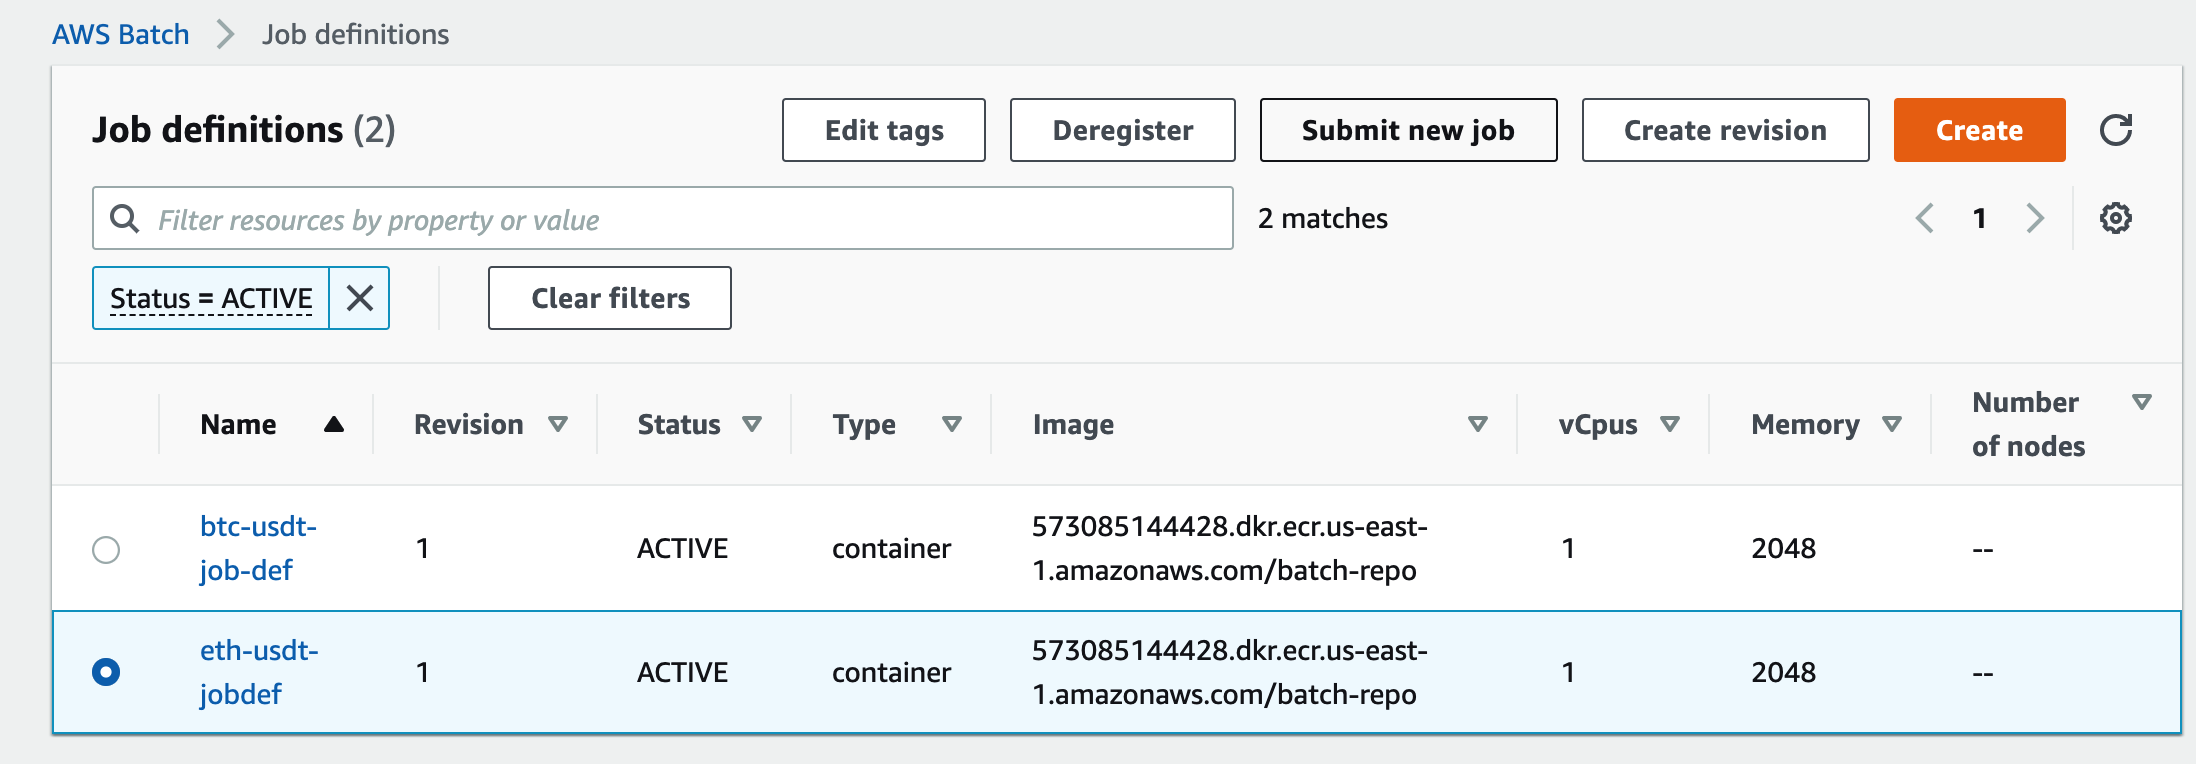 AWS Batch > Job definitions
Job definitions (2)
Edit tags
Deregister
Submit new job
Create revision
Create
Filter resources by property or value
2 matches
1
Status = ACTIVE
Clear filters
Name
Revision
Status
Type
Image
vCpus
Memory
Number
of nodes
btc-usdt-
job-def
1
ACTIVE
container
573085144428.dkr.ecr.us-east-
1.amazonaws.com/batch-repo
1
2048
--
eth-usdt-
jobdef
1
ACTIVE
container
573085144428.dkr.ecr.us-east-
1.amazonaws.com/batch-repo
1
2048
--